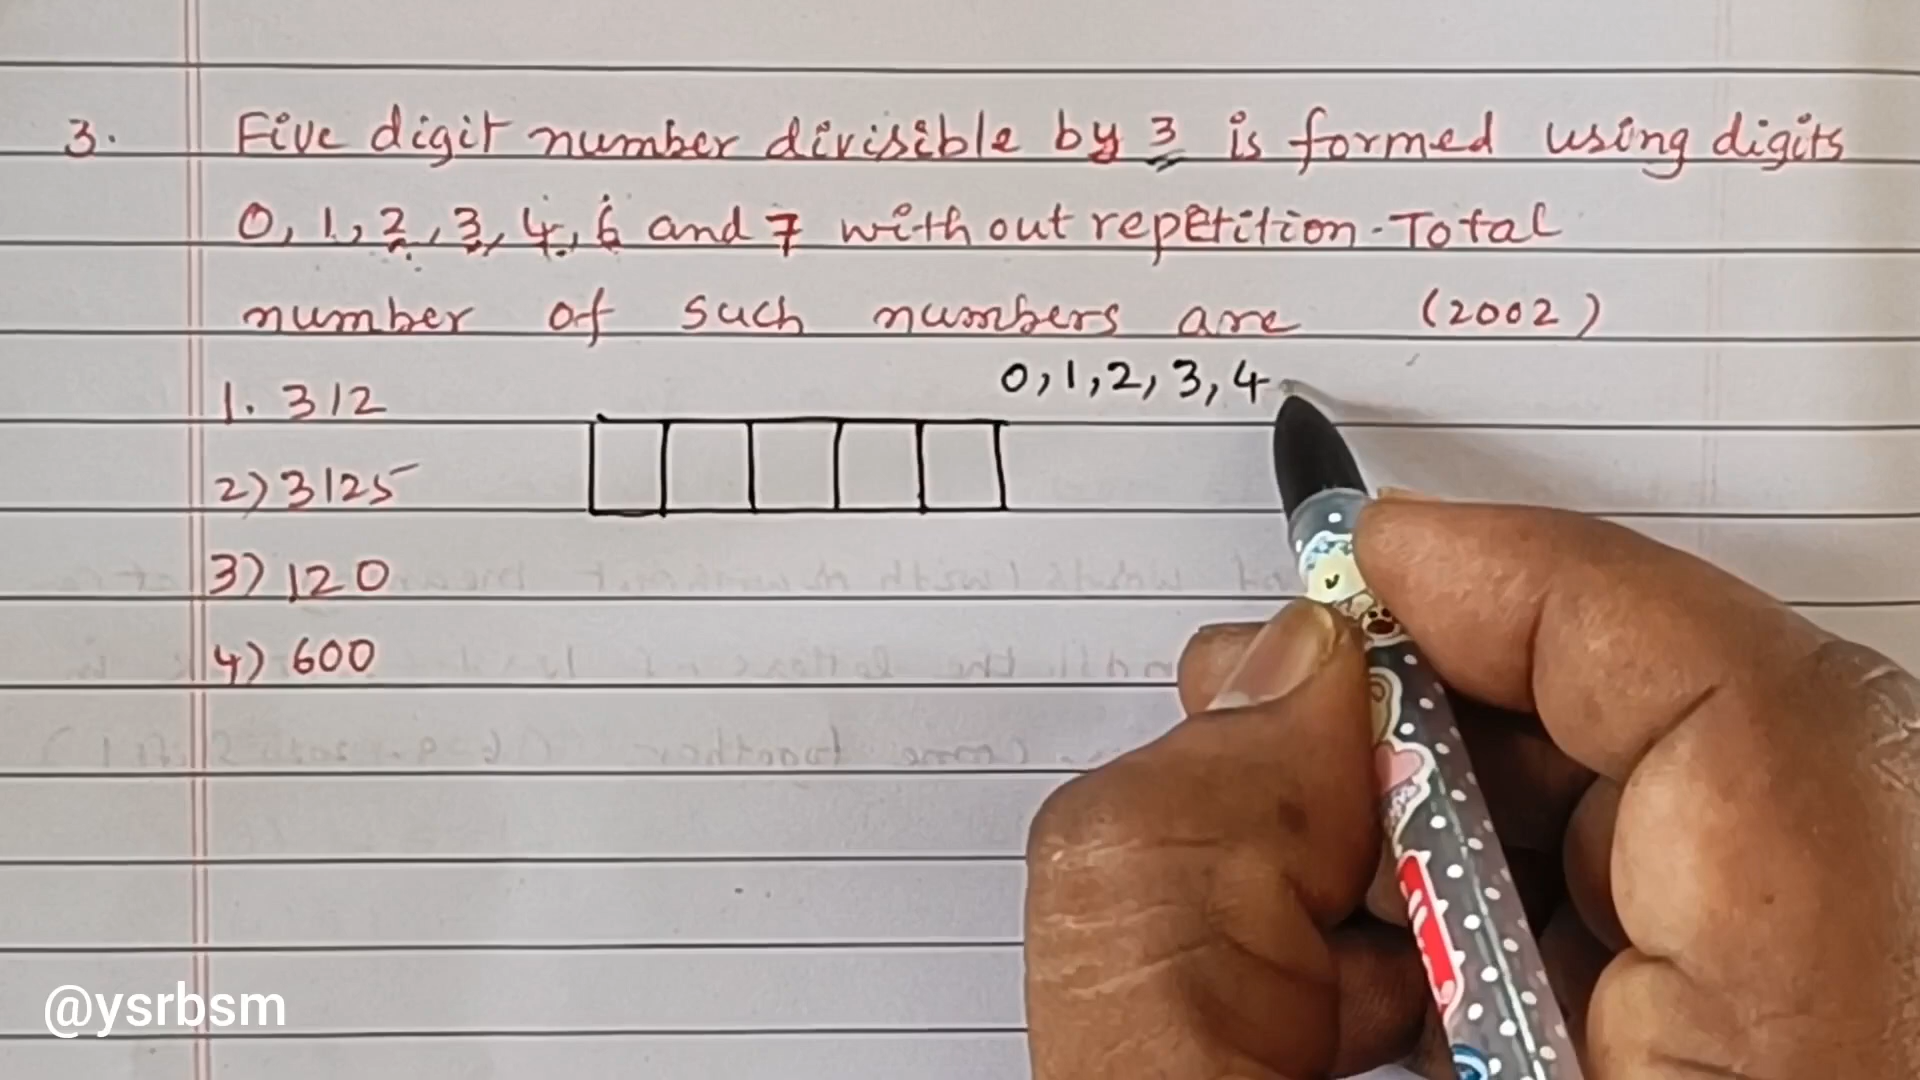 3. Five digit number divisible by 3 is formed using digits
0, 1, 2, 3, 4, 6 and 7 without repetition. Total
number of such numbers are (2002)
0, 1, 2, 3, 4
1. 312
2) 3125
3) 120
4) 600
@ysrbsm